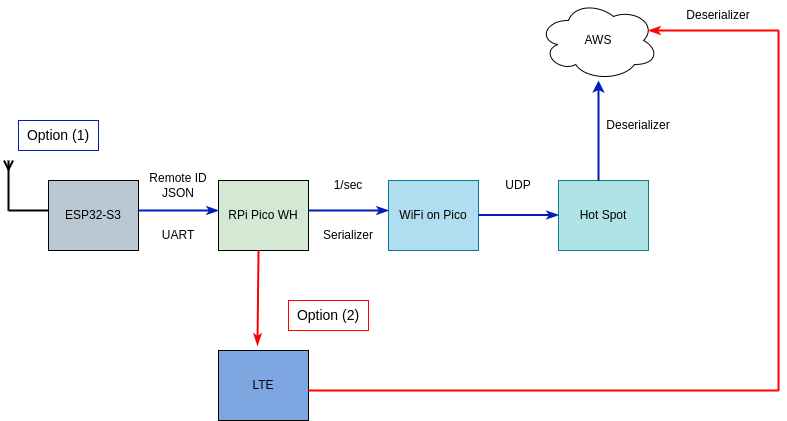 Deserializer
AWS
Deserializer
Option (1)
Remote ID
JSON
1/sec
UDP
ESP32-S3
RPi Pico WH
WiFi on Pico
Hot Spot
UART
Serializer
Option (2)
LTE